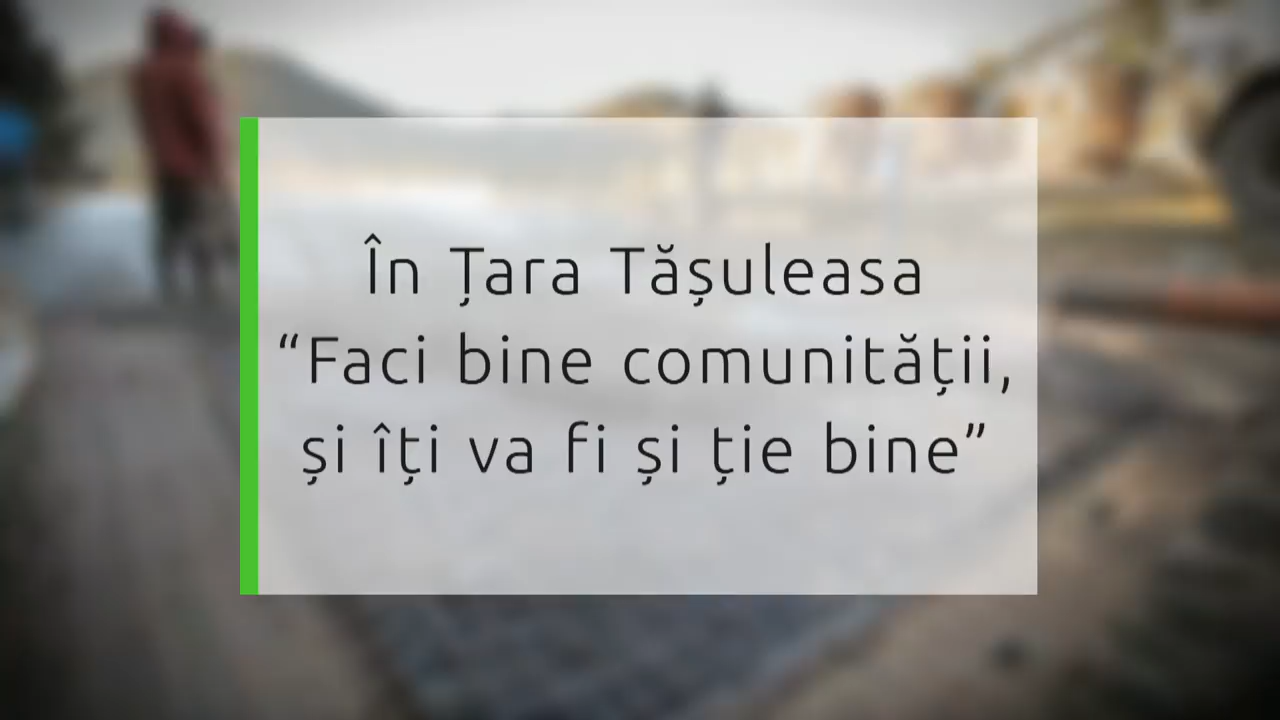 În Țara Tășuleasa
“Faci bine comunității,
și îți va fi și ție bine”